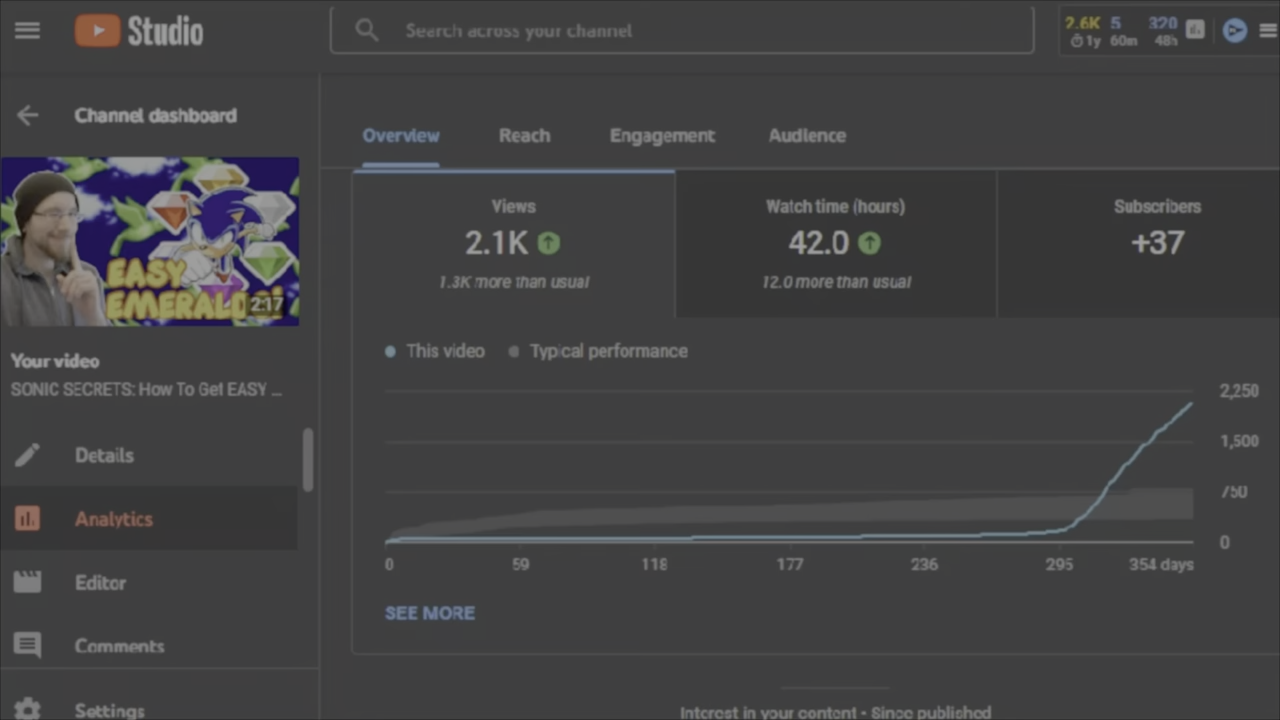 Studio
Search across your channel
2.6K 5 320
1y 60m 48h
Channel dashboard
Overview Reach Engagement Audience
EASY
EMERALDS!
2:17
Views
2.1K
1.3K more than usual
Watch time (hours)
42.0
12.0 more than usual
Subscribers
+37
Your video
SONIC SECRETS: How To Get EASY ...
This video Typical performance
2,250
1,500
750
0
0 59 118 177 236 295 354 days
SEE MORE
Details
Analytics
Editor
Comments
Settings
Interest in your content • Since published